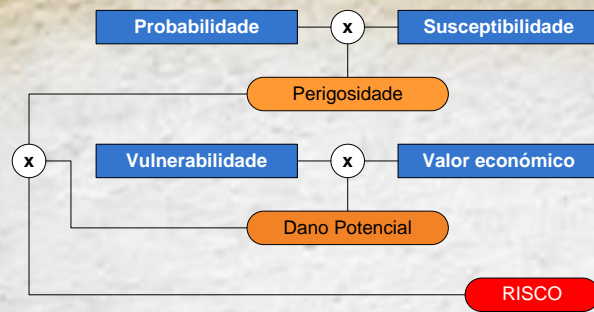 Probabilidade x Susceptibilidade
Perigosidade
x Vulnerabilidade x Valor económico
Dano Potencial
RISCO